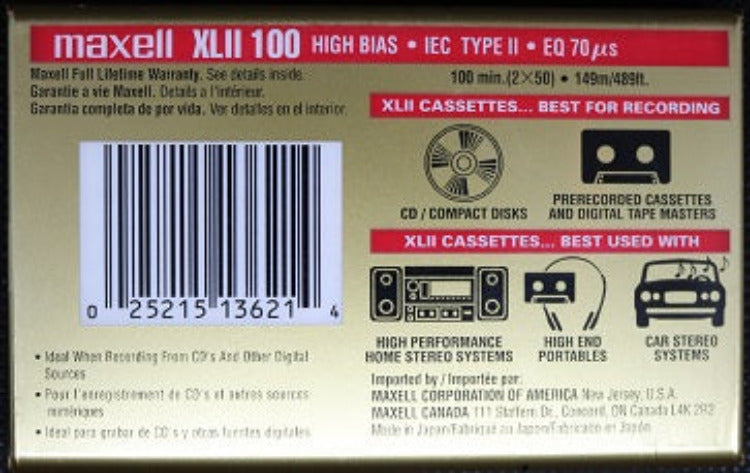 maxell XLII 100 HIGH BIAS • IEC TYPE II • EQ 70µs
Maxell Full Lifetime Warranty. See details inside.
Garantie a vie Maxell. Details a l'intérieur.
Garantia completa de por vida. Ver detalles en el interior.
100 min.(2×50) • 149m/489ft.
XLII CASSETTES... BEST FOR RECORDING
CD / COMPACT DISKS
PRERECORDED CASSETTES
AND DIGITAL TAPE MASTERS
XLII CASSETTES... BEST USED WITH
HIGH PERFORMANCE
HOME STEREO SYSTEMS
HIGH END
PORTABLES
CAR STEREO
SYSTEMS
0 25215 13621 4
• Ideal When Recording From CD's And Other Digital
Sources
• Pour l'enregistrement de CD's et autres sources
numériques
• Ideal para grabar de CD's y otras fuentes digitales
Imported by / Importée par:
MAXELL CORPORATION OF AMERICA New Jersey, U.S.A.
MAXELL CANADA 111 Dr., Concord, ON Canada L4K 2R2
Made in Japan/Fabriqué au Japon/Fabricado en Japón